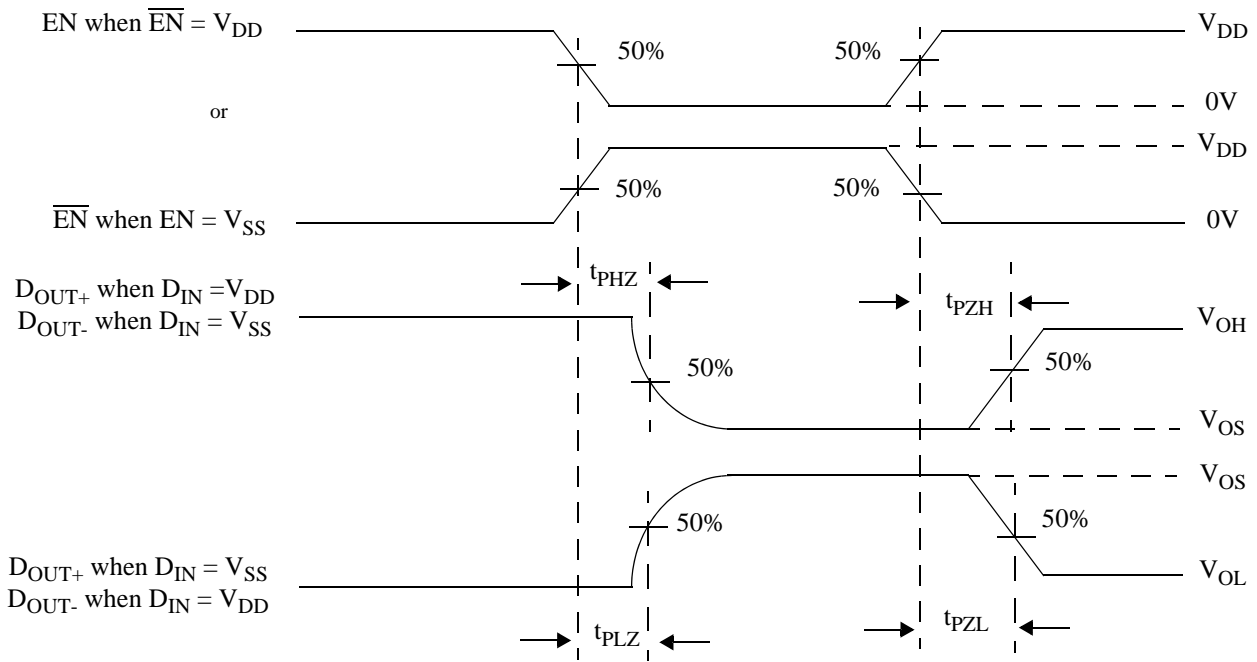 EN when E̅N̅ = VDD
50%
50%
VDD
or
0V
VDD
50%
50%
E̅N̅ when EN = VSS
0V
tPHZ
tPZH
DOUT+ when DIN =VDD
DOUT- when DIN = VSS
VOH
50%
50%
VOS
VOS
50%
50%
DOUT+ when DIN = VSS
DOUT- when DIN = VDD
VOL
tPLZ
tPZL